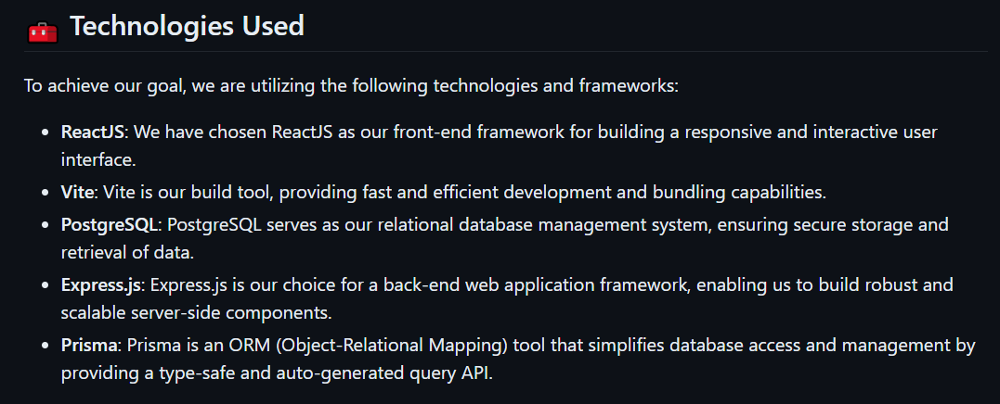 Technologies Used
To achieve our goal, we are utilizing the following technologies and frameworks:
• ReactJS: We have chosen ReactJS as our front-end framework for building a responsive and interactive user
interface.
• Vite: Vite is our build tool, providing fast and efficient development and bundling capabilities.
• PostgreSQL: PostgreSQL serves as our relational database management system, ensuring secure storage and
retrieval of data.
• Express.js: Express.js is our choice for a back-end web application framework, enabling us to build robust and
scalable server-side components.
• Prisma: Prisma is an ORM (Object-Relational Mapping) tool that simplifies database access and management by
providing a type-safe and auto-generated query API.